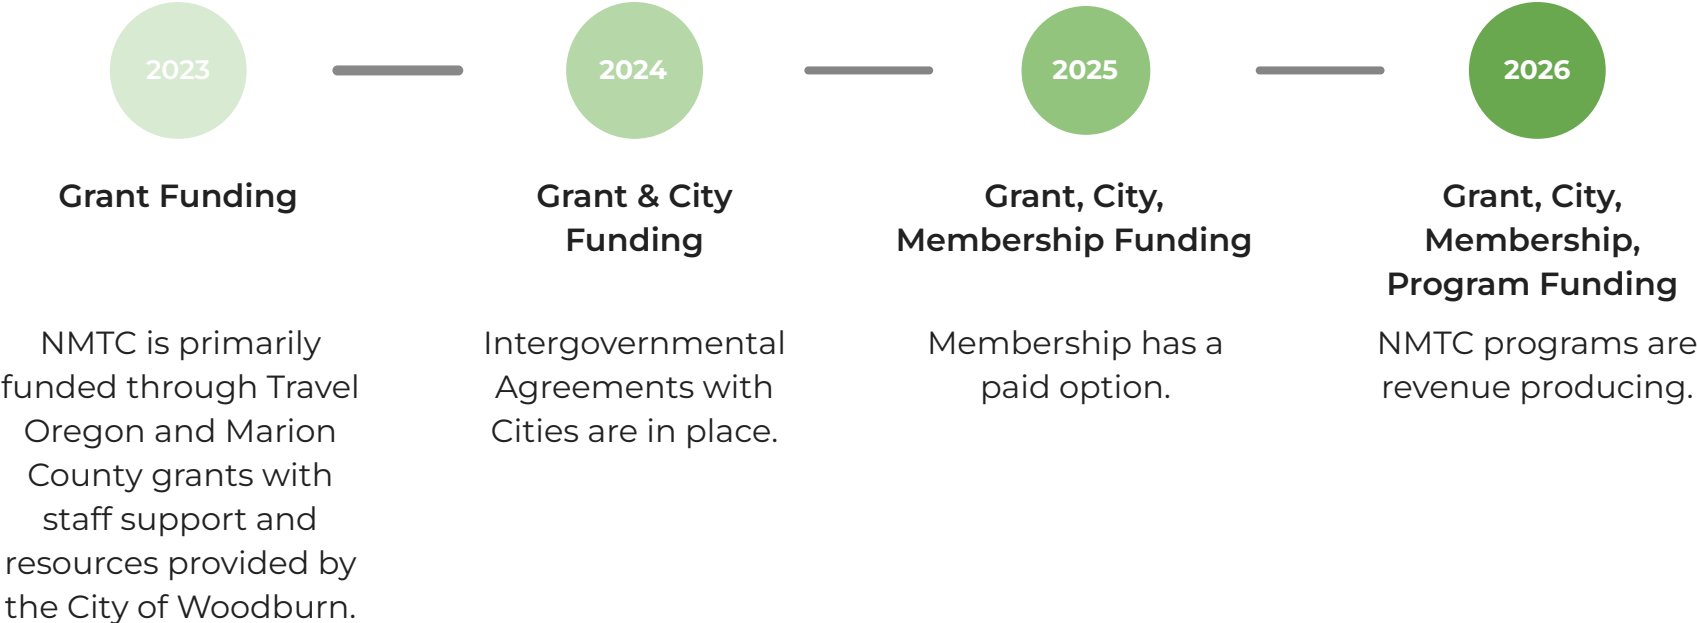 2023
Grant Funding
NMTC is primarily
funded through Travel
Oregon and Marion
County grants with
staff support and
resources provided by
the City of Woodburn.
2024
Grant & City
Funding
Intergovernmental
Agreements with
Cities are in place.
2025
Grant, City,
Membership Funding
Membership has a
paid option.
2026
Grant, City,
Membership,
Program Funding
NMTC programs are
revenue producing.